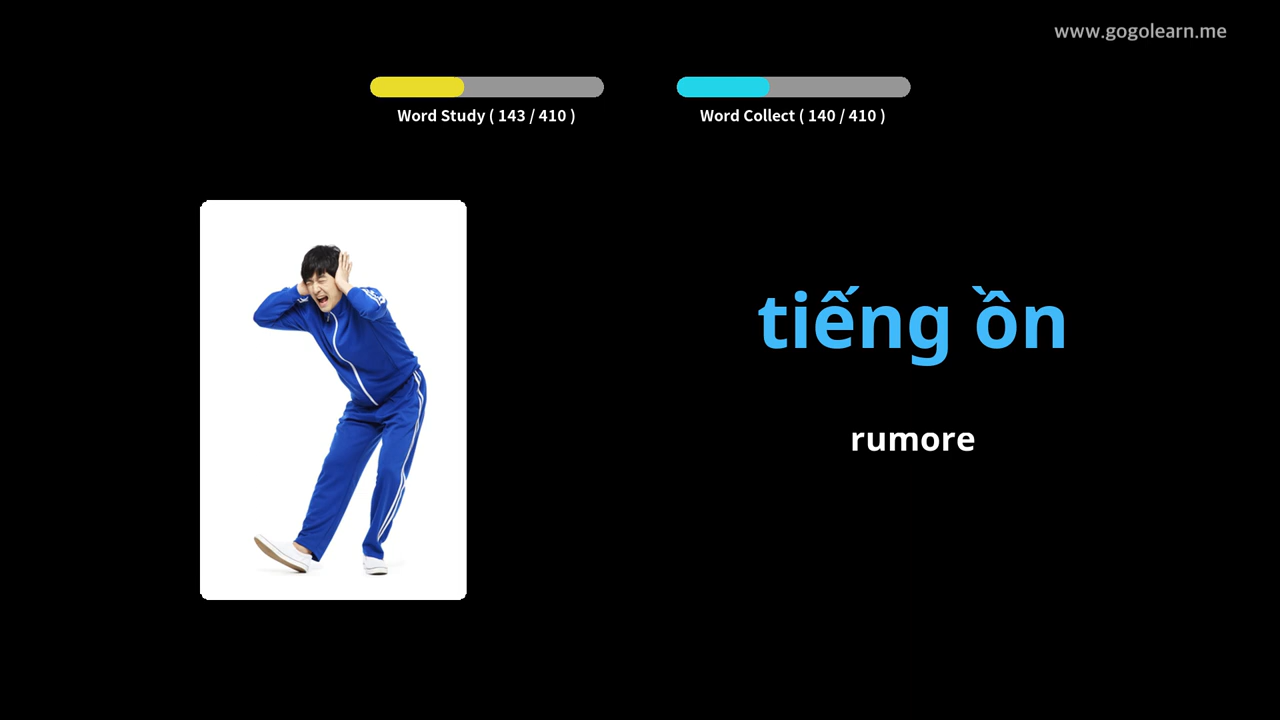 www.gogolearn.me
Word Study ( 143 / 410 )
Word Collect ( 140 / 410 )
tiếng ồn
rumore